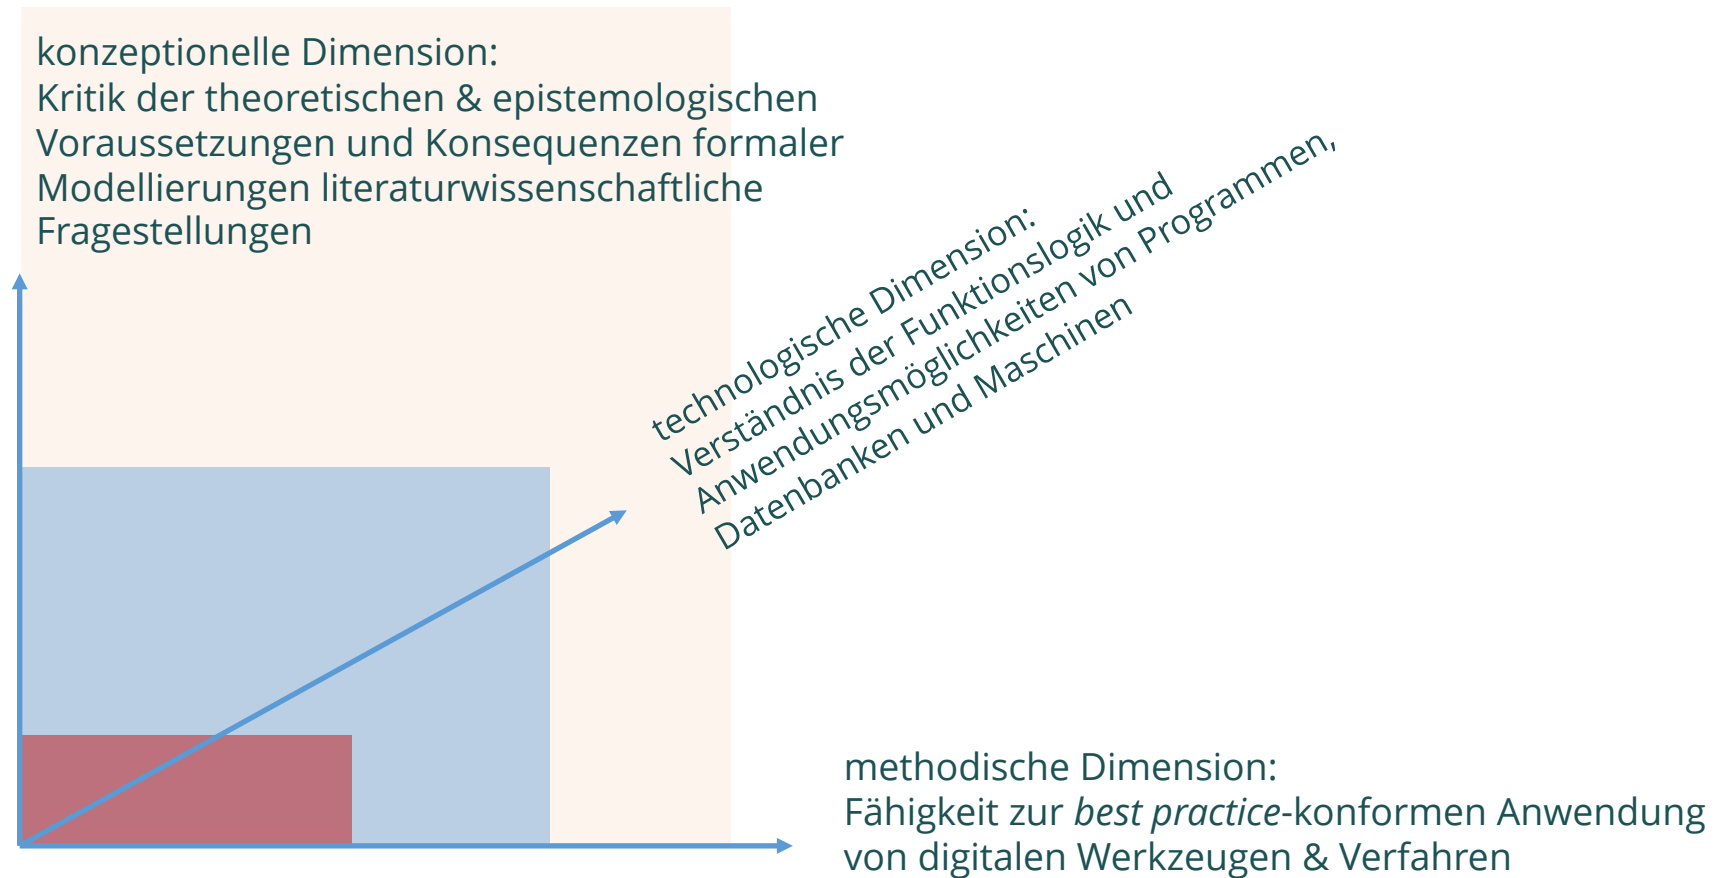 konzeptionelle Dimension:
Kritik der theoretischen & epistemologischen
Voraussetzungen und Konsequenzen formaler
Modellierungen literaturwissenschaftliche
Fragestellungen
technologische Dimension:
Verständnis der Funktionslogik und
Anwendungsmöglichkeiten von Programmen,
Datenbanken und Maschinen
methodische Dimension:
Fähigkeit zur best practice-konformen Anwendung
von digitalen Werkzeugen & Verfahren